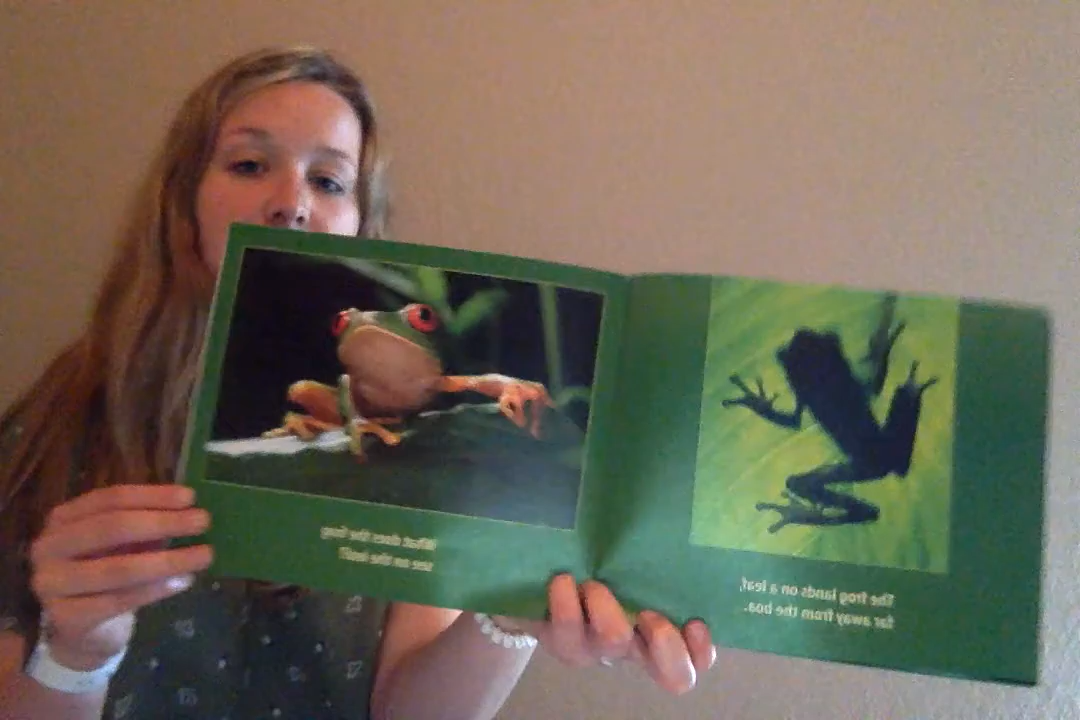 The frog lands on a leaf,
far away from the boa.
What does the frog
see on the leaf?